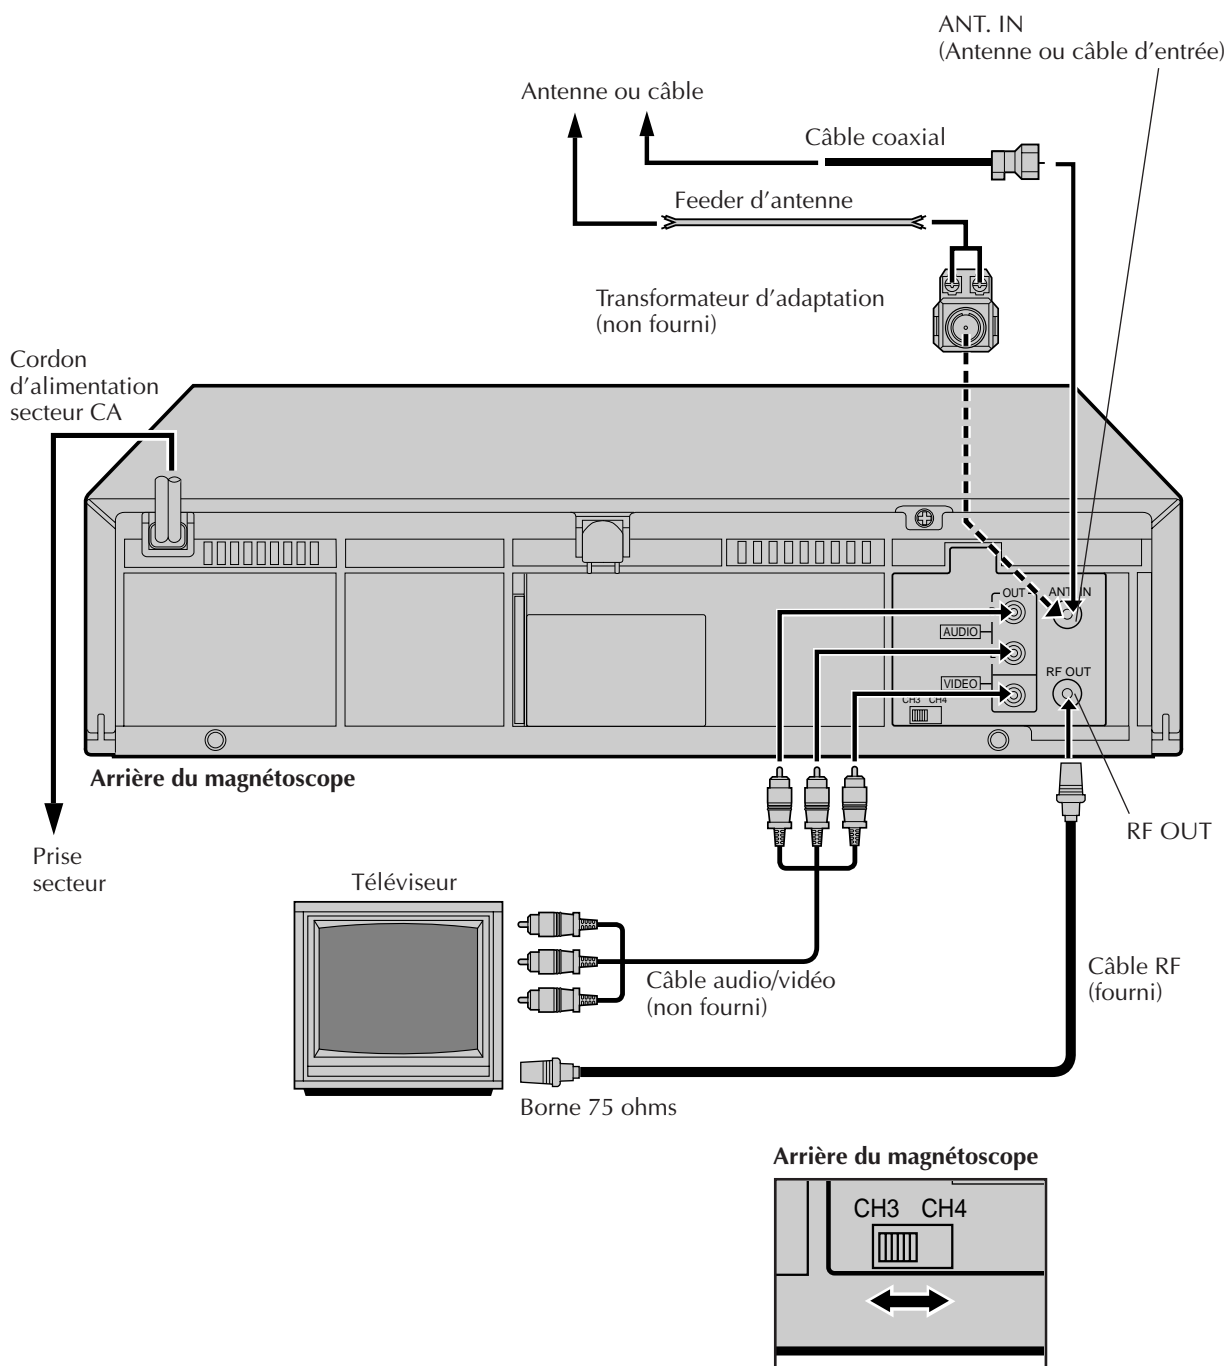 ANT. IN
(Antenne ou câble d'entrée)
Antenne ou câble
Câble coaxial
Feeder d'antenne
Transformateur d'adaptation
(non fourni)
Cordon
d'alimentation
secteur CA
OUT
ANT. IN
AUDIO
RF OUT
VIDEO
CH3 CH4
Arrière du magnétoscope
RF OUT
Prise
secteur
Téléviseur
Câble audio/vidéo
(non fourni)
Câble RF
(fourni)
Borne 75 ohms
Arrière du magnétoscope
CH3 CH4